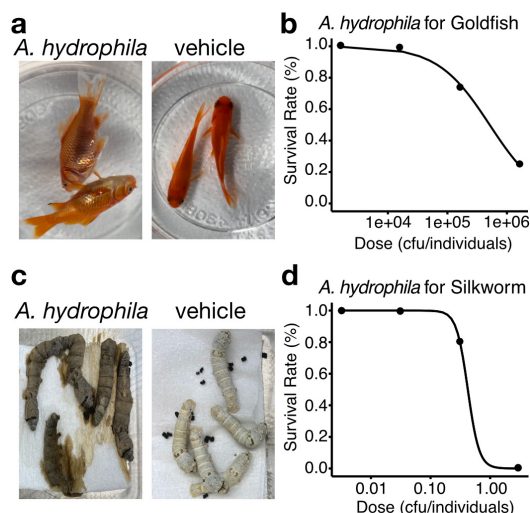 a
A. hydrophila vehicle
b
A. hydrophila for Goldfish
Survival Rate (%)
1.0
0.8
0.6
0.4
0.2
0.0
1e+04 1e+05 1e+06
Dose (cfu/individuals)
c
A. hydrophila vehicle
d
A. hydrophila for Silkworm
Survival Rate (%)
1.0
0.8
0.6
0.4
0.2
0.0
0.01 0.10 1.00
Dose (cfu/individuals)